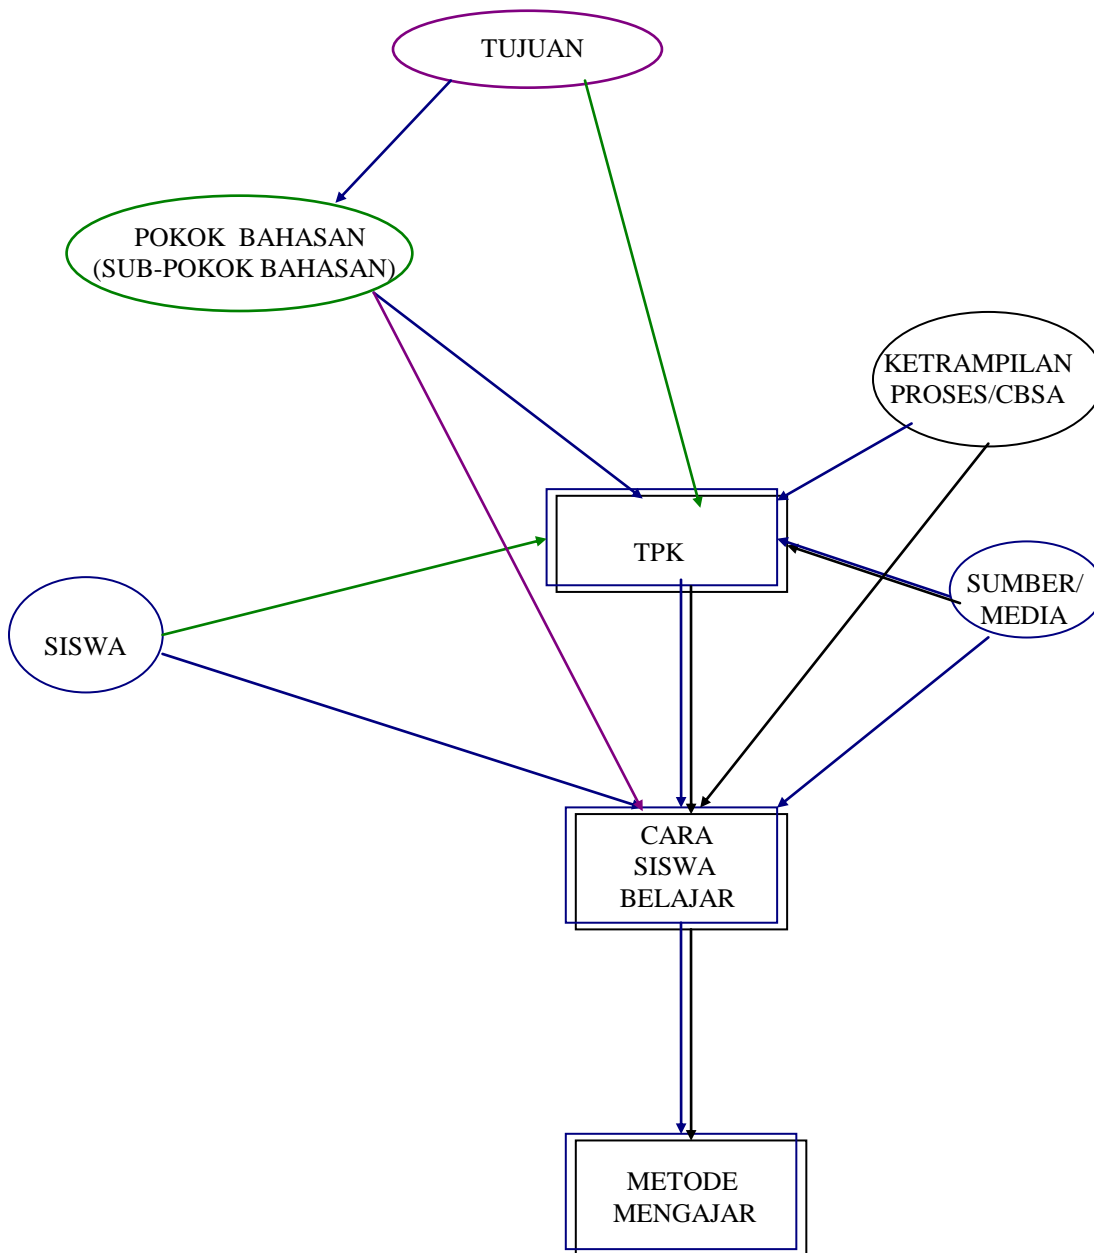 TUJUAN
POKOK BAHASAN
(SUB-POKOK BAHASAN)
KETRAMPILAN
PROSES/CBSA
TPK
SUMBER/
MEDIA
SISWA
CARA
SISWA
BELAJAR
METODE
MENGAJAR